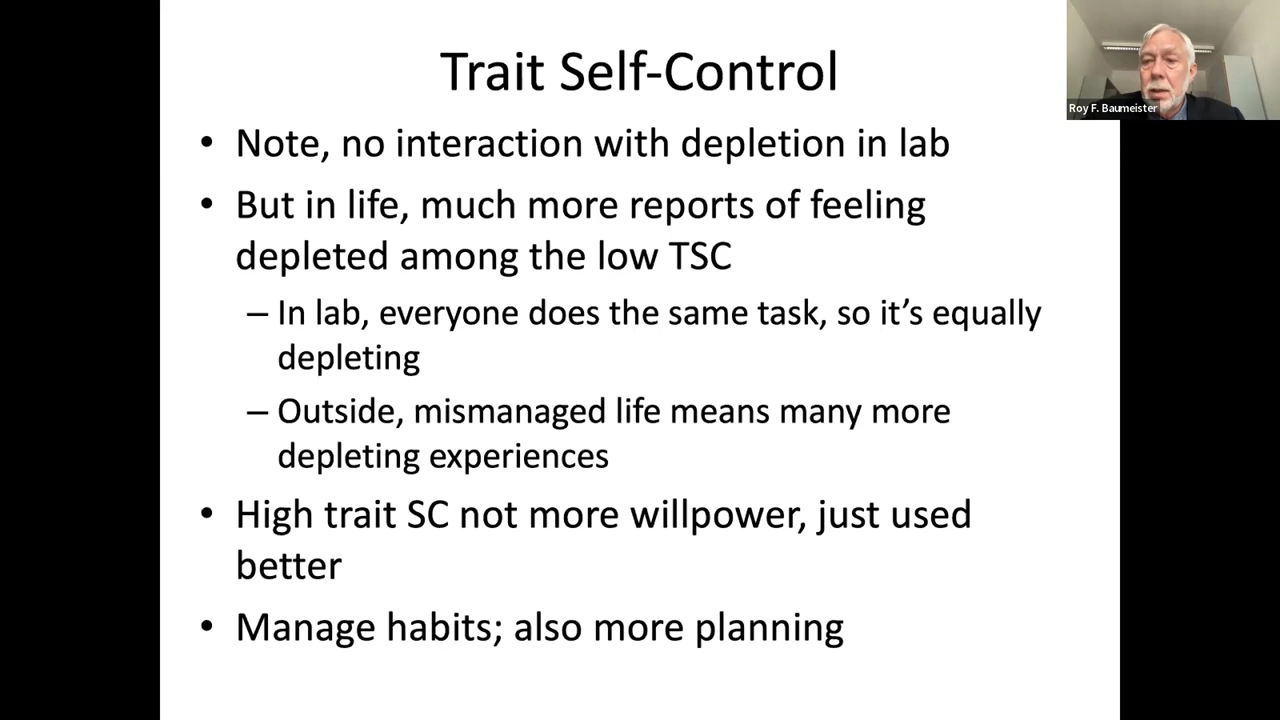 Trait Self-Control
• Note, no interaction with depletion in lab
• But in life, much more reports of feeling
depleted among the low TSC
– In lab, everyone does the same task, so it’s equally
depleting
– Outside, mismanaged life means many more
depleting experiences
• High trait SC not more willpower, just used
better
• Manage habits; also more planning
Roy F. Baumeister